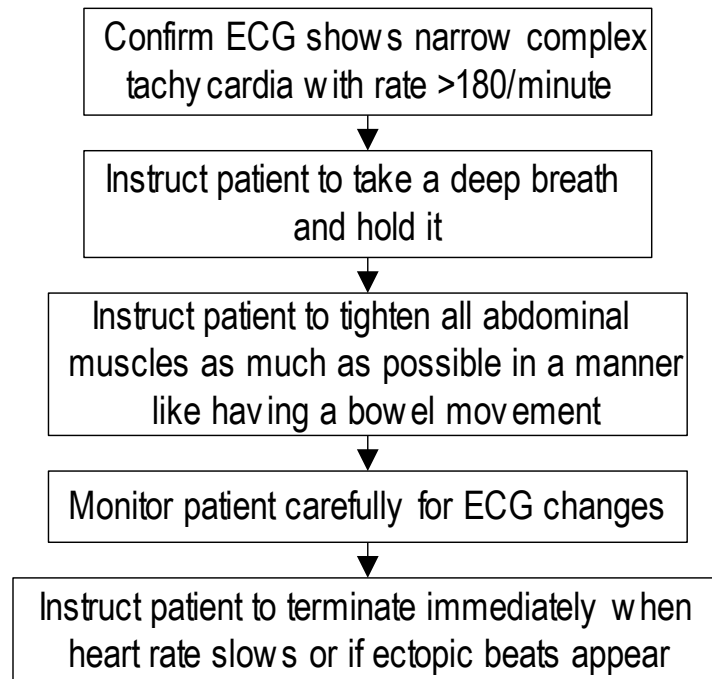 Confirm ECG shows narrow complex
tachycardia with rate >180/minute
Instruct patient to take a deep breath
and hold it
Instruct patient to tighten all abdominal
muscles as much as possible in a manner
like having a bowel movement
Monitor patient carefully for ECG changes
Instruct patient to terminate immediately when
heart rate slows or if ectopic beats appear